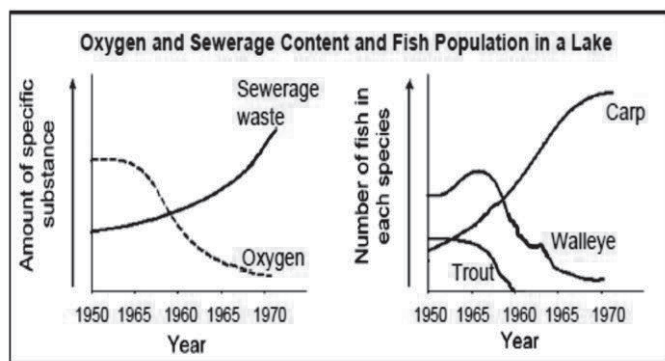 Oxygen and Sewerage Content and Fish Population in a Lake
Amount of specific
substance
Sewerage
waste
Oxygen
1950 1965 1960 1965 1970
Year
Number of fish in
each species
Carp
Walleye
Trout
1950 1965 1960 1965 1970
Year